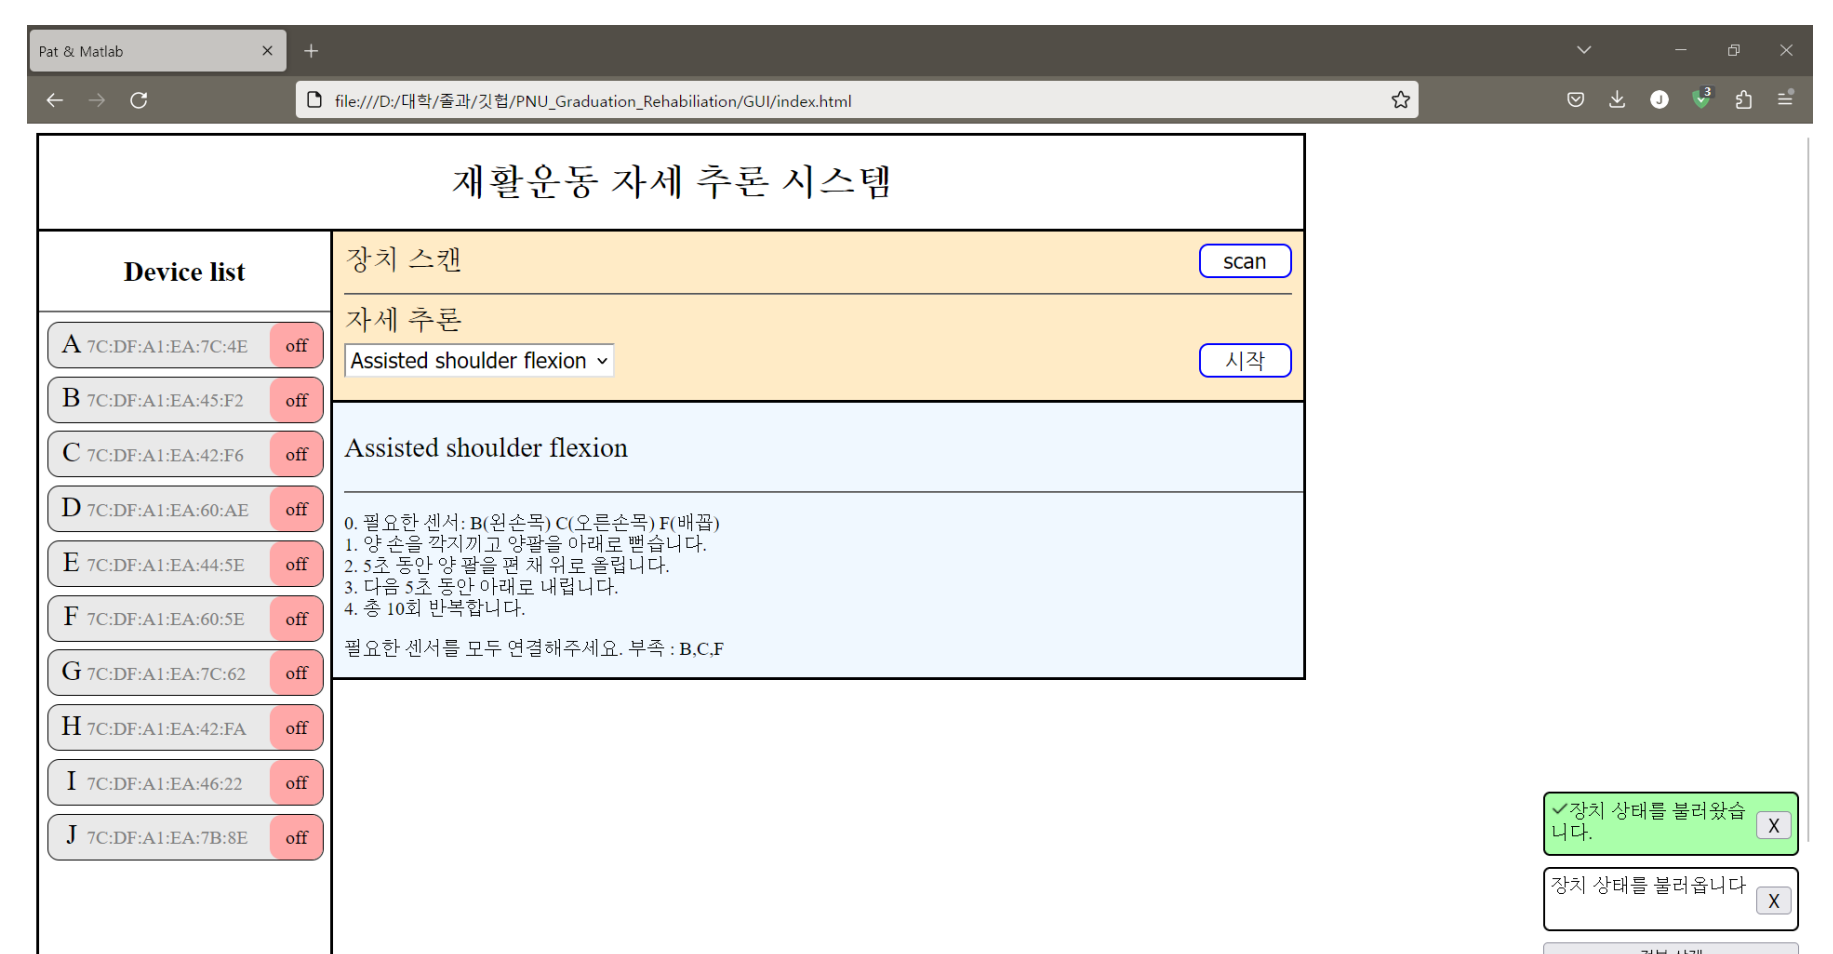 Pat & Matlab
file:///D:/대학/졸과/깃헙/PNU_Graduation_Rehabiliation/GUI/index.html
J
3
재활운동 자세 추론 시스템
Device list
A 7C:DF:A1:EA:7C:4E off
B 7C:DF:A1:EA:45:F2 off
C 7C:DF:A1:EA:42:F6 off
D 7C:DF:A1:EA:60:AE off
E 7C:DF:A1:EA:44:5E off
F 7C:DF:A1:EA:60:5E off
G 7C:DF:A1:EA:7C:62 off
H 7C:DF:A1:EA:42:FA off
I 7C:DF:A1:EA:46:22 off
J 7C:DF:A1:EA:7B:8E off
장치 스캔
scan
자세 추론
Assisted shoulder flexion
시작
Assisted shoulder flexion
0. 필요한 센서: B(왼손목) C(오른손목) F(배꼽)
1. 양 손을 깍지끼고 양팔을 아래로 뻗습니다.
2. 5초 동안 양 팔을 편 채 위로 올립니다.
3. 다음 5초 동안 아래로 내립니다.
4. 총 10회 반복합니다.
필요한 센서를 모두 연결해주세요. 부족 : B,C,F
✓장치 상태를 불러왔습
니다.
X
장치 상태를 불러옵니다
X